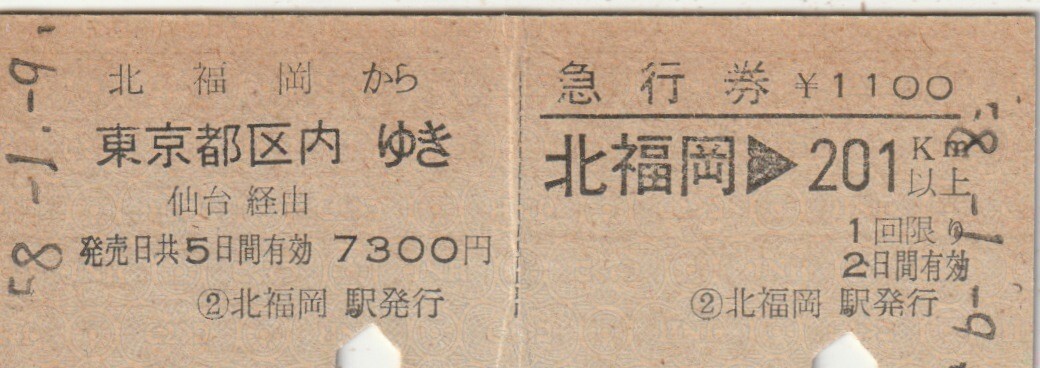 北福岡から
東京都区内 ゆき
仙台経由
発売日共5日間有効 7300円
②北福岡 駅発行
58.-1.-9.
急行券 ¥1100
北福岡▶201Km以上
1回限り
2日間有効
②北福岡 駅発行